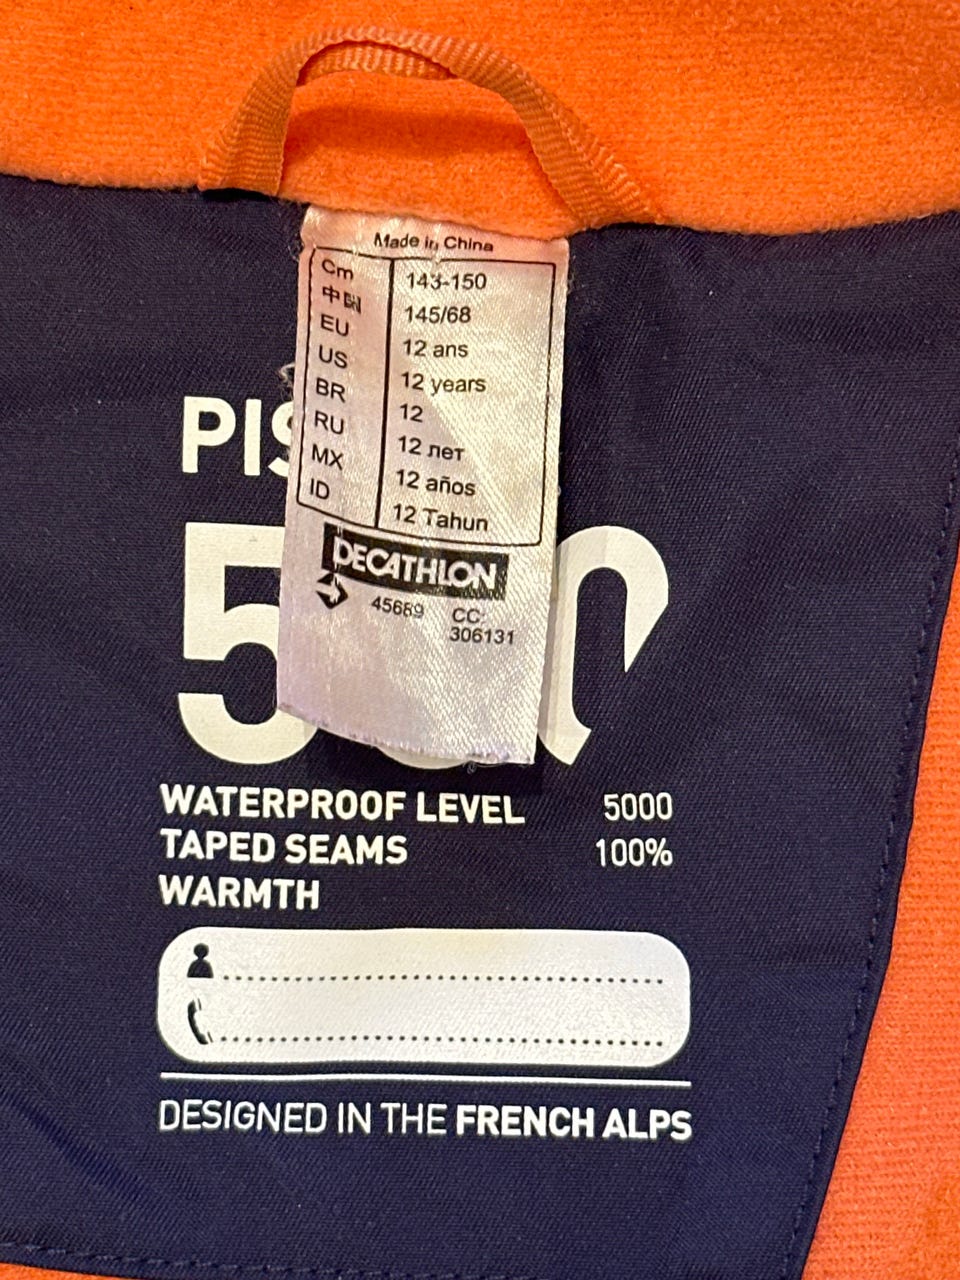 Made in China
Cm 143-150
中国 145/68
EU 12 ans
US 12 years
BR 12
RU 12 лет
MX 12 años
ID 12 Tahun
DECATHLON
45689 CC:
306131
WATERPROOF LEVEL 5000
TAPED SEAMS 100%
WARMTH
DESIGNED IN THE FRENCH ALPS